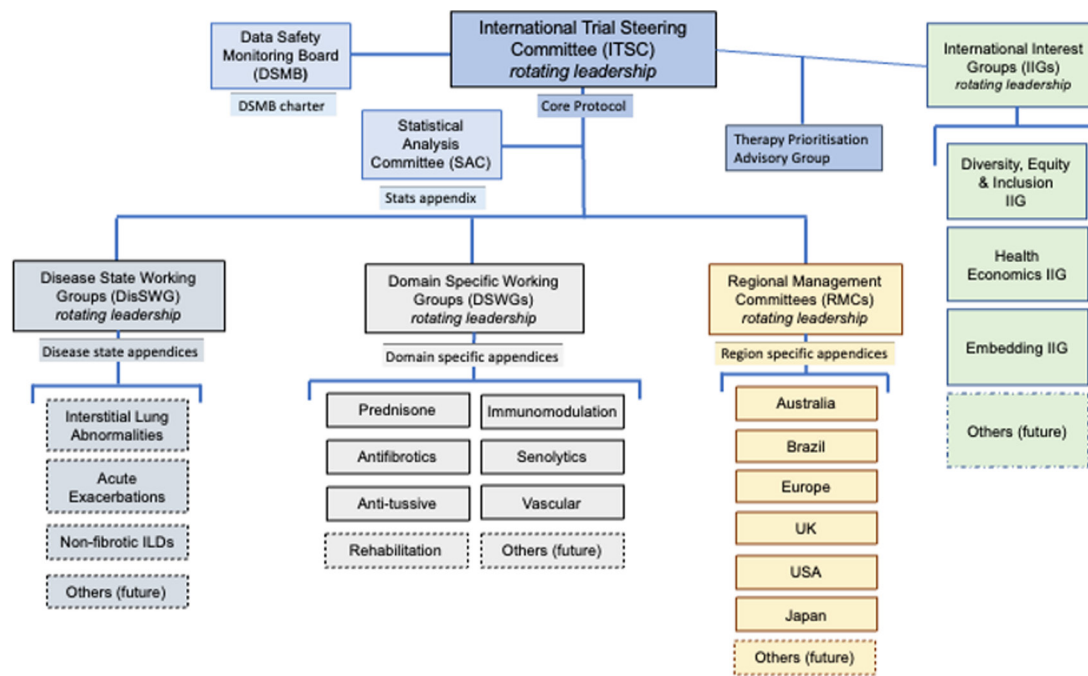 International Trial Steering
Committee (ITSC)
rotating leadership
Core Protocol
Data Safety
Monitoring Board
(DSMB)
DSMB charter
International Interest
Groups (IIGs)
rotating leadership
Statistical
Analysis
Committee (SAC)
Stats appendix
Therapy Prioritisation
Advisory Group
Diversity, Equity
& Inclusion
IIG
Health
Economics IIG
Embedding IIG
Others (future)
Disease State Working
Groups (DisSWG)
rotating leadership
Disease state appendices
Interstitial Lung
Abnormalities
Acute
Exacerbations
Non-fibrotic ILDs
Others (future)
Domain Specific Working
Groups (DSWGs)
rotating leadership
Domain specific appendices
Prednisone
Immunomodulation
Antifibrotics
Senolytics
Anti-tussive
Vascular
Rehabilitation
Others (future)
Regional Management
Committees (RMCs)
rotating leadership
Region specific appendices
Australia
Brazil
Europe
UK
USA
Japan
Others (future)